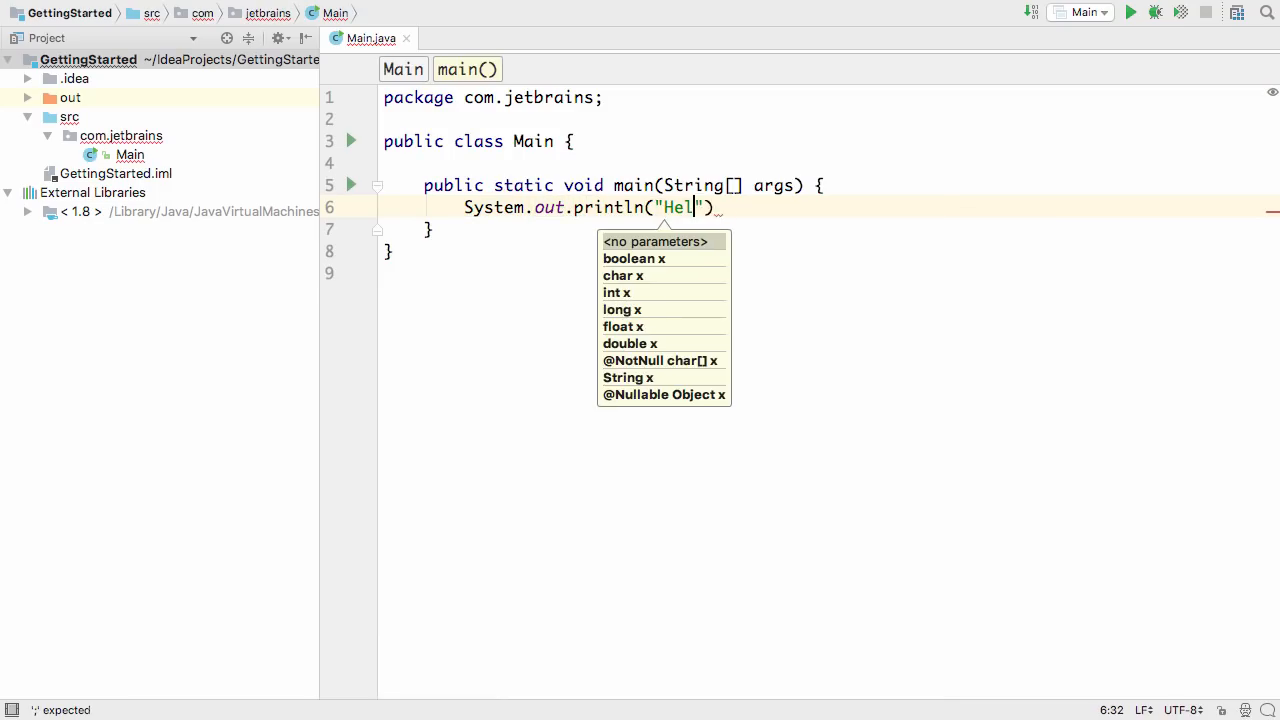 GettingStarted src com jetbrains Main
Main
Project
Main.java
GettingStarted ~/IdeaProjects/GettingStarte
.idea
out
src
com.jetbrains
Main
GettingStarted.iml
External Libraries
< 1.8 > /Library/Java/JavaVirtualMachines
Main main()
1 package com.jetbrains;
2
3 public class Main {
4
5 public static void main(String[] args) {
6 System.out.println("Hel")
7 }
8 }
9
<no parameters>
boolean x
char x
int x
long x
float x
double x
@NotNull char[] x
String x
@Nullable Object x
';' expected
6:32 LF UTF-8